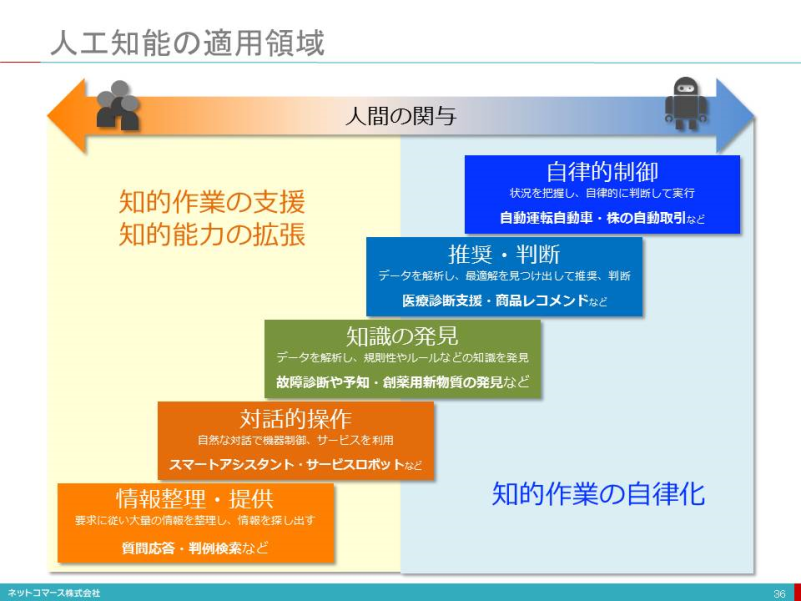 人工知能の適用領域
人間の関与
知的作業の支援
知的能力の拡張
自律的制御
状況を把握し、自律的に判断して実行
自動運転自動車・株の自動取引など
推奨・判断
データを解析し、最適解を見つけ出して推奨、判断
医療診断支援・商品レコメンドなど
知識の発見
データを解析し、規則性やルールなどの知識を発見
故障診断や予知・創薬用新物質の発見など
対話的操作
自然な対話で機器制御、サービスを利用
スマートアシスタント・サービスロボットなど
情報整理・提供
要求に従い大量の情報を整理し、情報を探し出す
質問応答・判例検索など
知的作業の自律化
ネットコマース株式会社
36